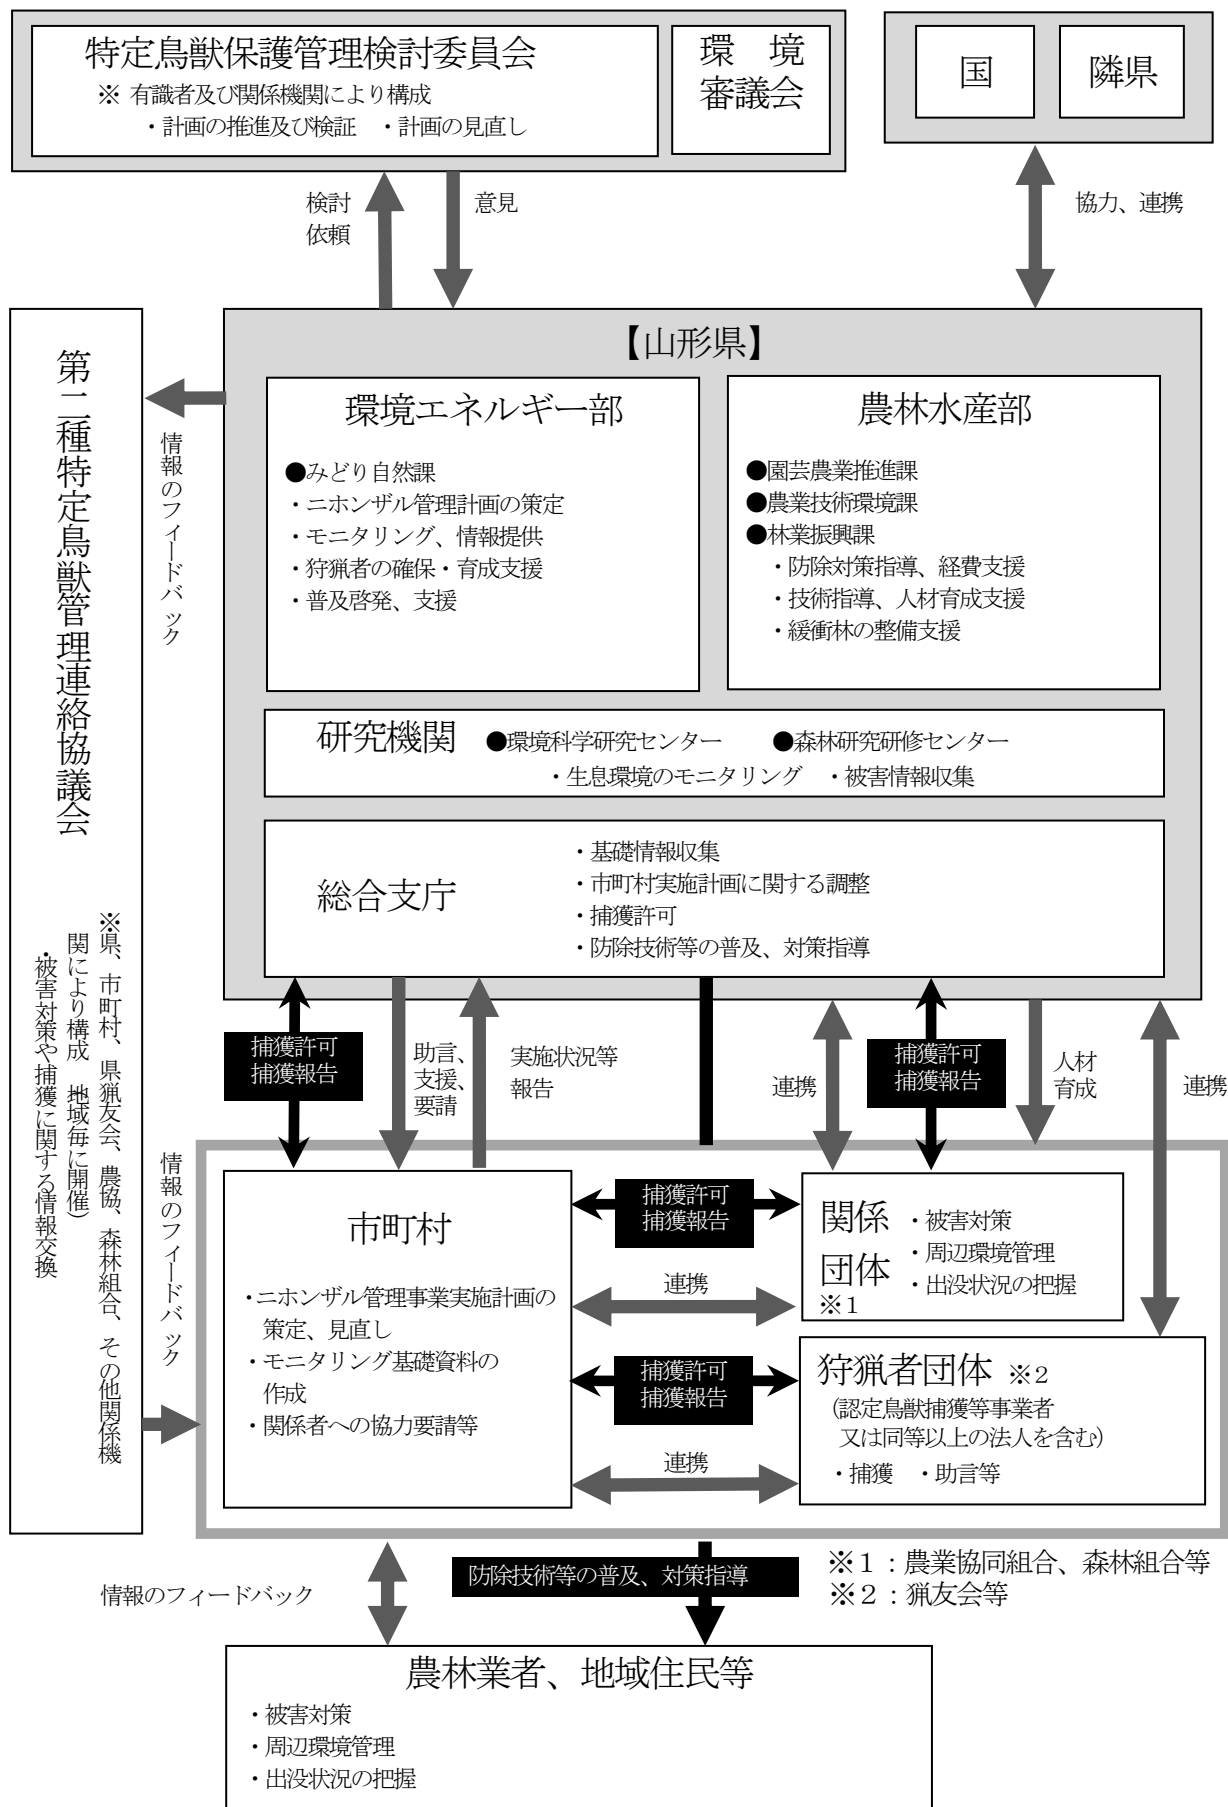 特定鳥獣保護管理検討委員会
※ 有識者及び関係機関により構成
・計画の推進及び検証 ・計画の見直し
環 境
審議会
国
隣県
検討
依頼
意見
協力、連携
第二種特定鳥獣管理連絡協議会
※県、市町村、県猟友会、農協、森林組合、その他関係機
関により構成 地域毎に開催)
・被害対策や捕獲に関する情報交換
情報のフィードバック
【山形県】
環境エネルギー部
●みどり自然課
・ニホンザル管理計画の策定
・モニタリング、情報提供
・狩猟者の確保・育成支援
・普及啓発、支援
農林水産部
●園芸農業推進課
●農業技術環境課
●林業振興課
・防除対策指導、経費支援
・技術指導、人材育成支援
・緩衝林の整備支援
研究機関 ●環境科学研究センター ●森林研究研修センター
・生息環境のモニタリング ・被害情報収集
総合支庁
・基礎情報収集
・市町村実施計画に関する調整
・捕獲許可
・防除技術等の普及、対策指導
捕獲許可
捕獲報告
助言、
支援、
要請
実施状況等
報告
連携
捕獲許可
捕獲報告
人材
育成
連携
情報のフィードバック
市町村
・ニホンザル管理事業実施計画の
策定、見直し
・モニタリング基礎資料の
作成
・関係者への協力要請等
捕獲許可
捕獲報告
連携
捕獲許可
捕獲報告
連携
関係
団体
※1
・被害対策
・周辺環境管理
・出没状況の把握
狩猟者団体 ※2
(認定鳥獣捕獲等事業者
又は同等以上の法人を含む)
・捕獲 ・助言等
情報のフィードバック
防除技術等の普及、対策指導
※1：農業協同組合、森林組合等
※2：猟友会等
農林業者、地域住民等
・被害対策
・周辺環境管理
・出没状況の把握